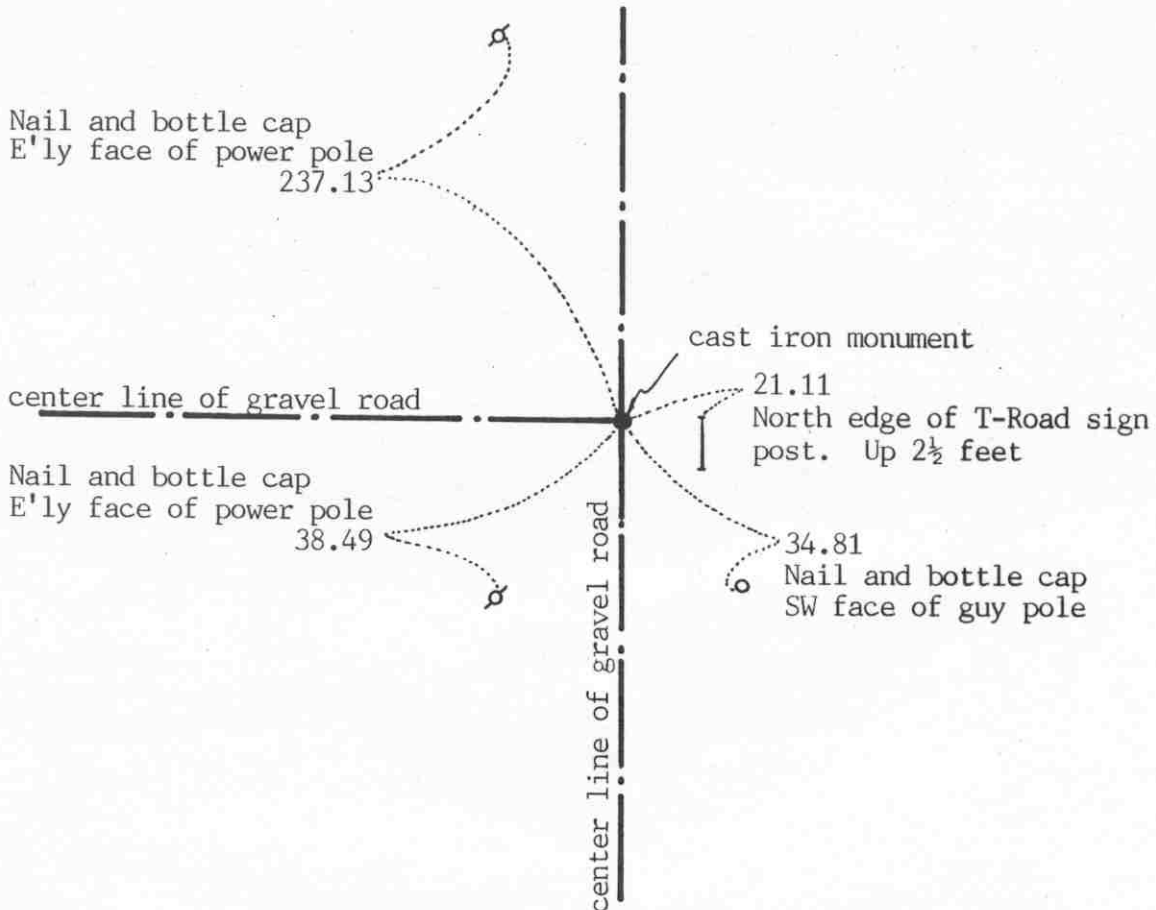 Nail and bottle cap
E'ly face of power pole
237.13
cast iron monument
center line of gravel road
21.11
North edge of T-Road sign
post. Up 2½ feet
Nail and bottle cap
E'ly face of power pole
38.49
34.81
Nail and bottle cap
SW face of guy pole
center line of gravel road